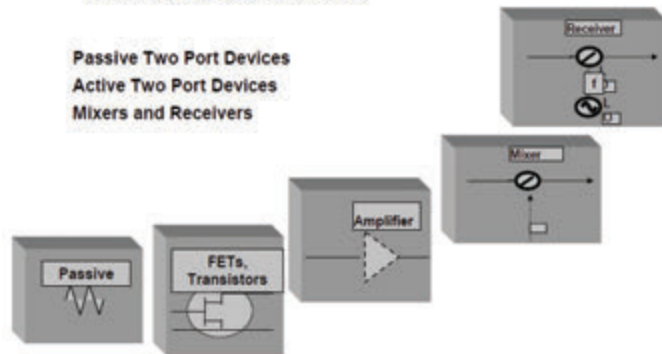 Passive Two Port Devices
Active Two Port Devices
Mixers and Receivers
Receiver
f
L
Mixer
Amplifier
FETs,
Transistors
Passive